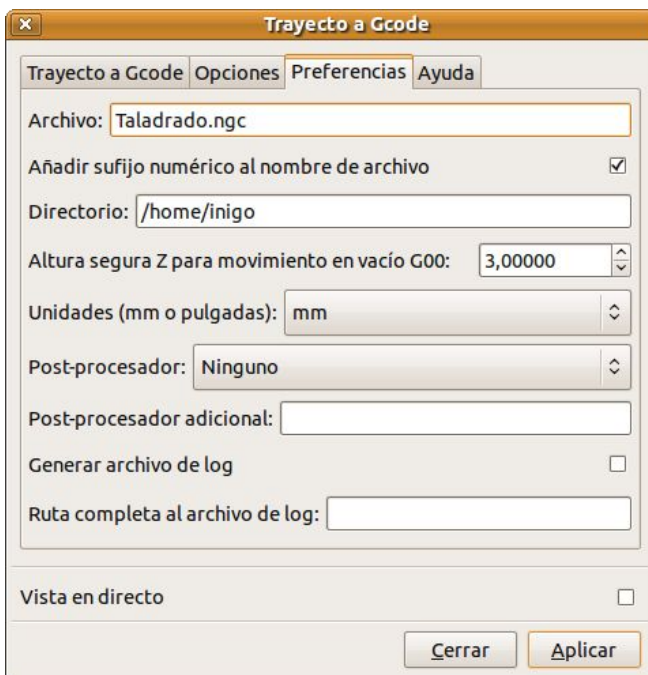 Trayecto a Gcode
Trayecto a Gcode Opciones Preferencias Ayuda
Archivo: Taladrado.ngc
Añadir sufijo numérico al nombre de archivo
Directorio: /home/inigo
Altura segura Z para movimiento en vacío G00: 3,00000
Unidades (mm o pulgadas): mm
Post-procesador: Ninguno
Post-procesador adicional:
Generar archivo de log
Ruta completa al archivo de log:
Vista en directo
Cerrar Aplicar